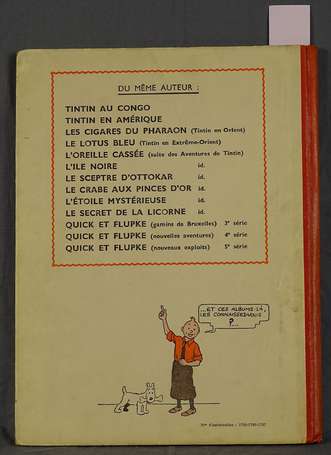 DU MÊME AUTEUR :
TINTIN AU CONGO
TINTIN EN AMÉRIQUE
LES CIGARES DU PHARAON (Tintin en Orient)
LE LOTUS BLEU (Tintin en Extrême-Orient)
L'OREILLE CASSÉE (suite des Aventures de Tintin)
L'ILE NOIRE id.
LE SCEPTRE D'OTTOKAR id.
LE CRABE AUX PINCES D'OR id.
L'ÉTOILE MYSTÉRIEUSE id.
LE SECRET DE LA LICORNE id.
QUICK ET FLUPKE (gamins de Bruxelles) 3e série
QUICK ET FLUPKE (nouvelles aventures) 4e série
QUICK ET FLUPKE (nouveaux exploits) 5e série
...ET CES ALBUMS-LÀ,
LES CONNAISSEZ-VOUS
?...